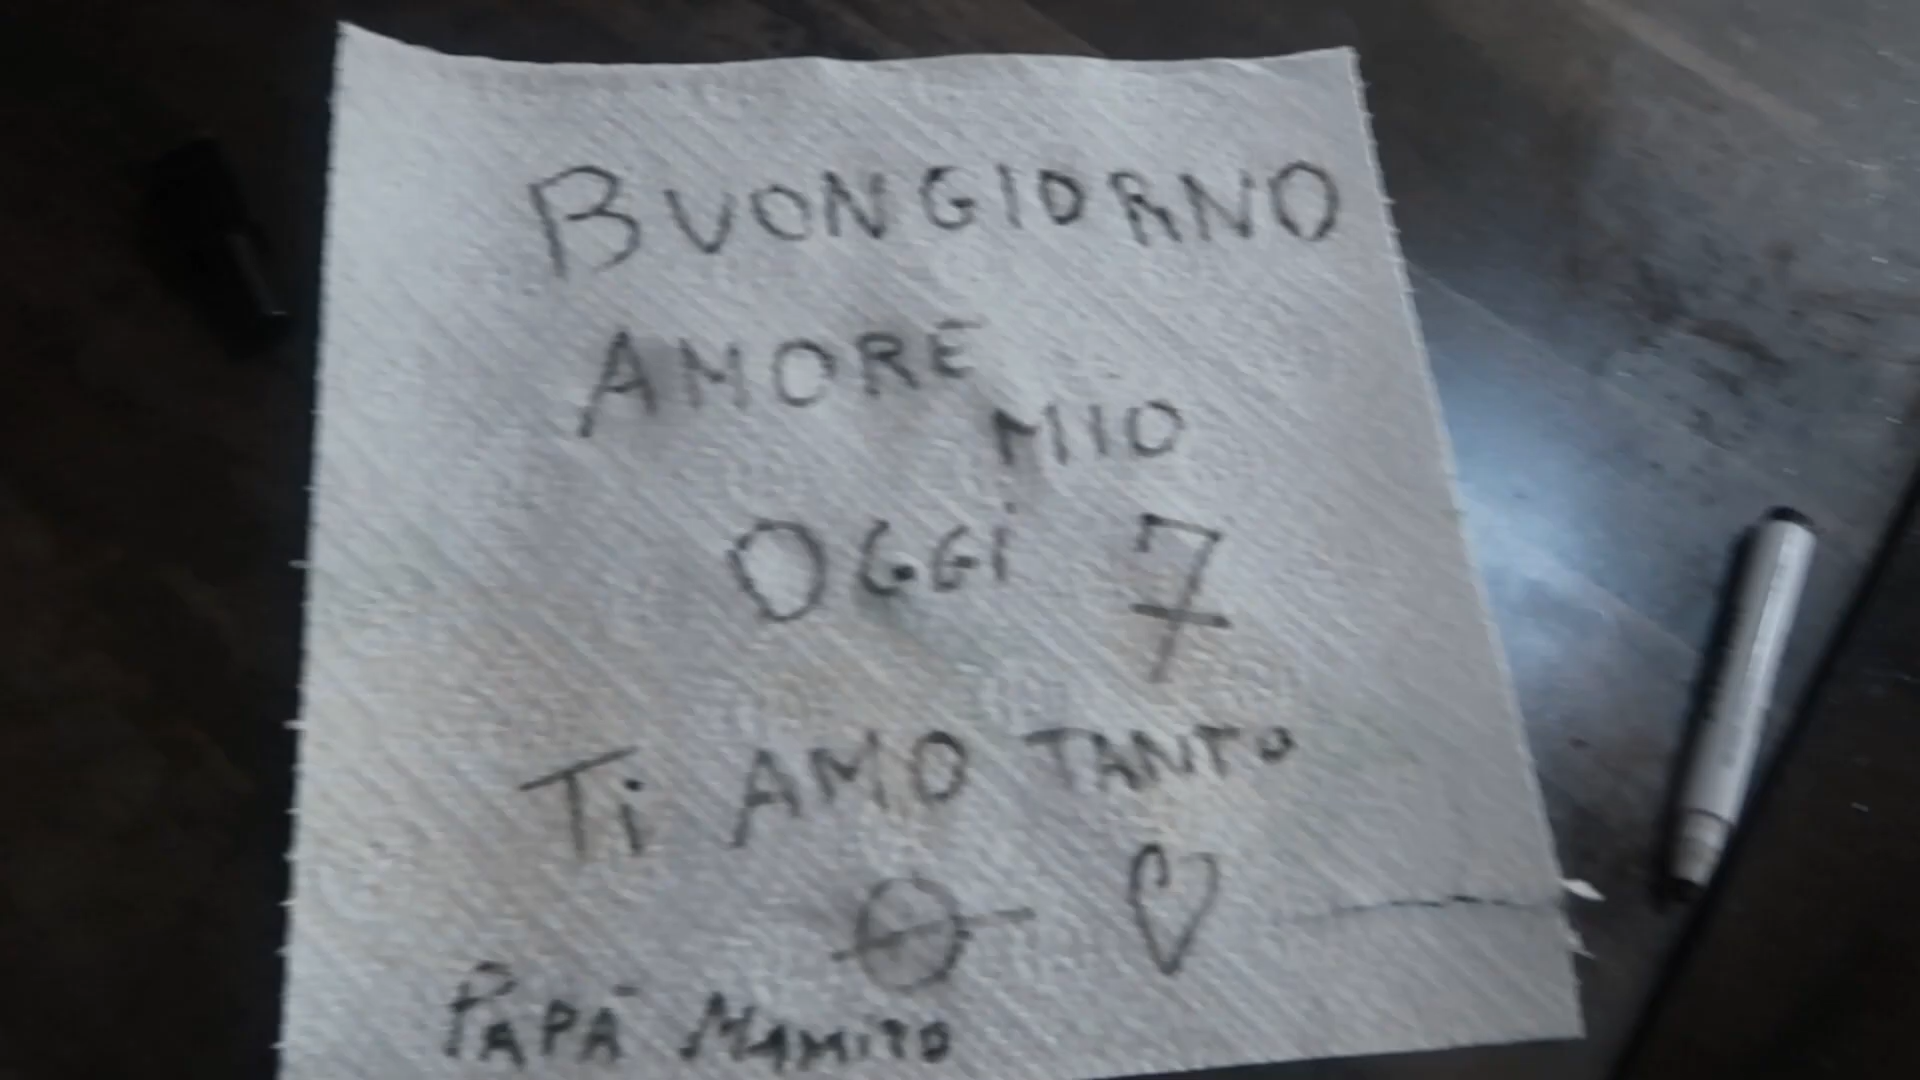 BUONGIORNO
AMORE
MIO
OGGi 7
Ti AMO TANTO
PAPÀ MAMiTO